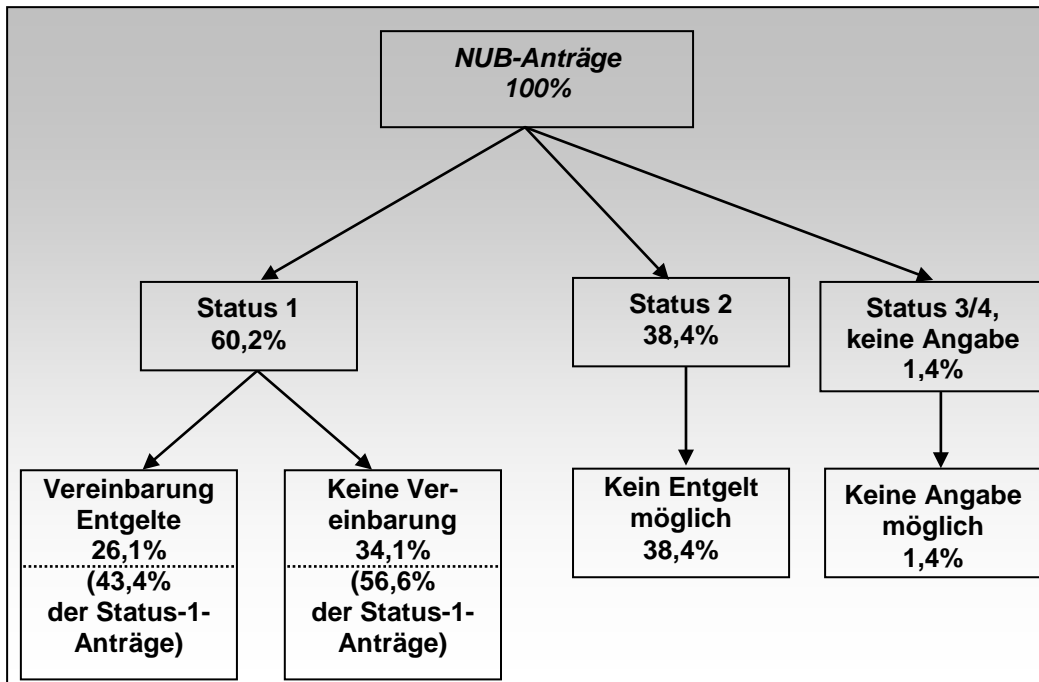 NUB-Anträge
100%
Status 1
60,2%
Status 2
38,4%
Status 3/4,
keine Angabe
1,4%
Vereinbarung
Entgelte
26,1%
(43,4%
der Status-1-
Anträge)
Keine Ver-
einbarung
34,1%
(56,6%
der Status-1-
Anträge)
Kein Entgelt
möglich
38,4%
Keine Angabe
möglich
1,4%